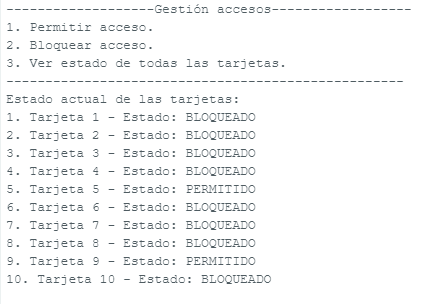 -------------------Gestión accesos------------------
1. Permitir acceso.
2. Bloquear acceso.
3. Ver estado de todas las tarjetas.
---------------------------------------------------
Estado actual de las tarjetas:
1. Tarjeta 1 - Estado: BLOQUEADO
2. Tarjeta 2 - Estado: BLOQUEADO
3. Tarjeta 3 - Estado: BLOQUEADO
4. Tarjeta 4 - Estado: BLOQUEADO
5. Tarjeta 5 - Estado: PERMITIDO
6. Tarjeta 6 - Estado: BLOQUEADO
7. Tarjeta 7 - Estado: BLOQUEADO
8. Tarjeta 8 - Estado: BLOQUEADO
9. Tarjeta 9 - Estado: PERMITIDO
10. Tarjeta 10 - Estado: BLOQUEADO